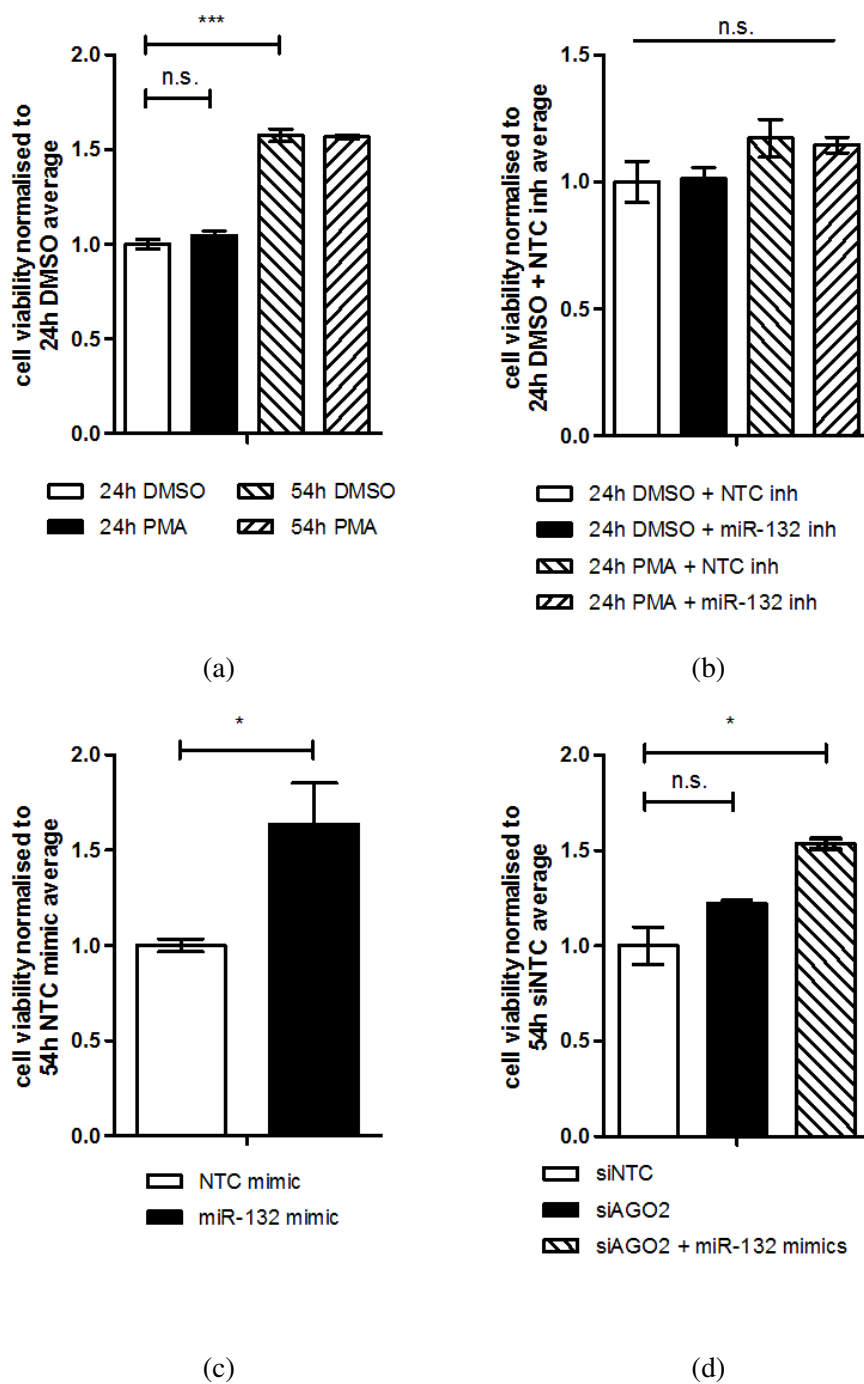 ***
n.s.
2.0
1.5
1.0
0.5
0.0
cell viability normalised to
24h DMSO average
24h DMSO
54h DMSO
24h PMA
54h PMA
(a)
n.s.
1.5
1.0
0.5
0.0
cell viability normalised to
24h DMSO + NTC inh average
24h DMSO + NTC inh
24h DMSO + miR-132 inh
24h PMA + NTC inh
24h PMA + miR-132 inh
(b)
*
2.0
1.5
1.0
0.5
0.0
cell viability normalised to
54h NTC mimic average
NTC mimic
miR-132 mimic
(c)
*
n.s.
2.0
1.5
1.0
0.5
0.0
cell viability normalised to
54h siNTC average
siNTC
siAGO2
siAGO2 + miR-132 mimics
(d)